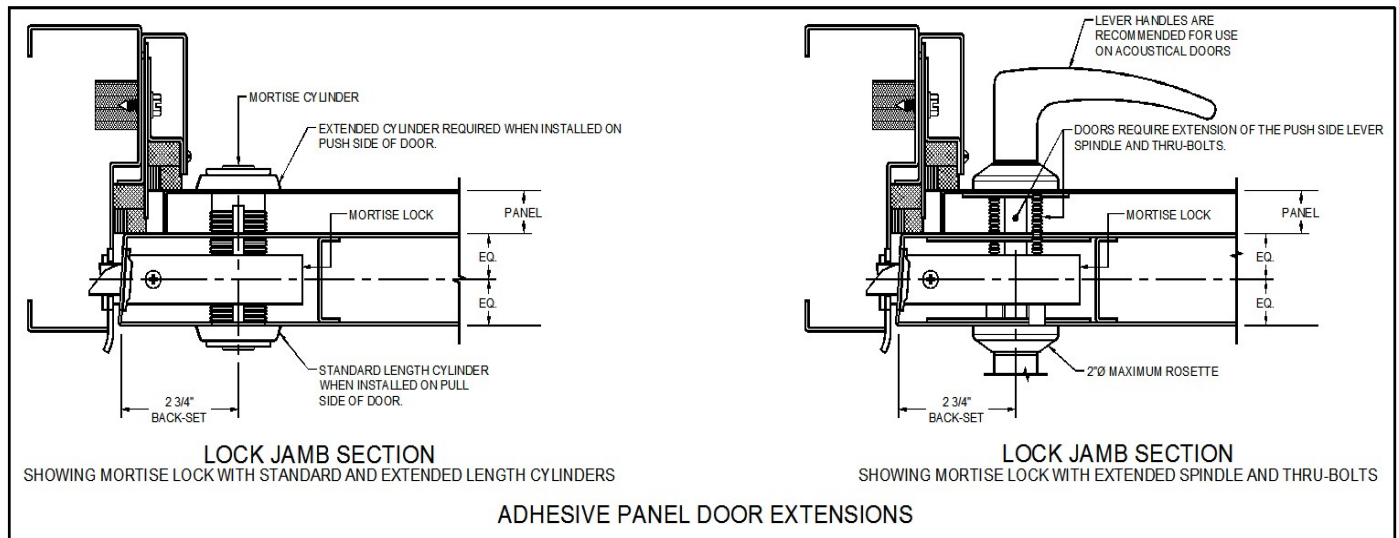 MORTISE CYLINDER
EXTENDED CYLINDER REQUIRED WHEN INSTALLED ON
PUSH SIDE OF DOOR.
MORTISE LOCK
PANEL
EQ.
EQ.
STANDARD LENGTH CYLINDER
WHEN INSTALLED ON PULL
SIDE OF DOOR.
2 3/4"
BACK-SET
LOCK JAMB SECTION
SHOWING MORTISE LOCK WITH STANDARD AND EXTENDED LENGTH CYLINDERS
LEVER HANDLES ARE
RECOMMENDED FOR USE
ON ACOUSTICAL DOORS
DOORS REQUIRE EXTENSION OF THE PUSH SIDE LEVER
SPINDLE AND THRU-BOLTS.
MORTISE LOCK
PANEL
EQ.
EQ.
2"Ø MAXIMUM ROSETTE
2 3/4"
BACK-SET
LOCK JAMB SECTION
SHOWING MORTISE LOCK WITH EXTENDED SPINDLE AND THRU-BOLTS
ADHESIVE PANEL DOOR EXTENSIONS